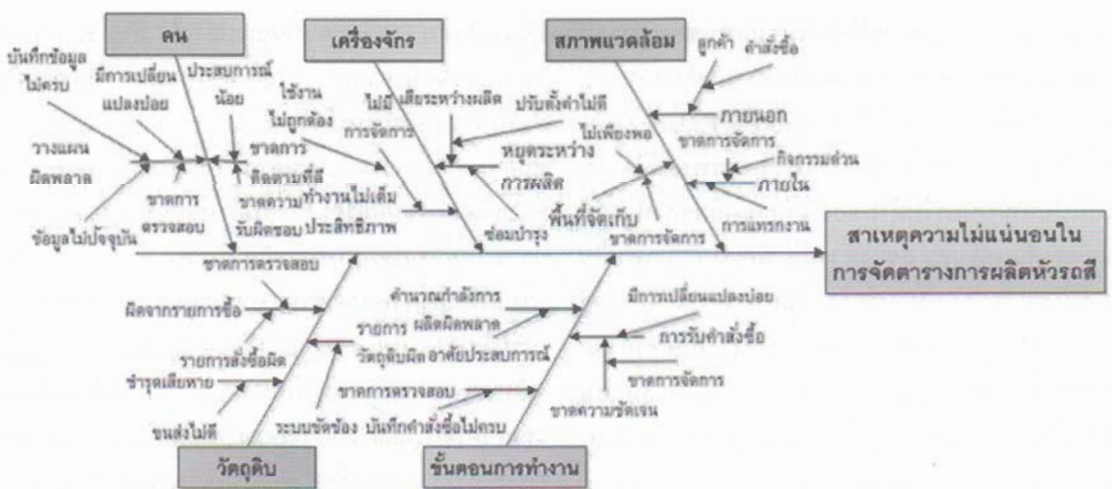 คน
เครื่องจักร
สภาพแวดล้อม
บันทึกข้อมูล
ไม่ครบ
มีการเปลี่ยน
แปลงบ่อย
ประสบการณ์
น้อย
วางแผน
ผิดพลาด
ขาดการ
ติดตามที่ดี
ขาดการ
ตรวจสอบ
ขาดความ
รับผิดชอบ
ข้อมูลไม่ปัจจุบัน
ใช้งาน
ไม่ถูกต้อง
ไม่มี
การจัดการ
เสียระหว่างผลิต
ปรับตั้งค่าไม่ดี
หยุดระหว่าง
การผลิต
ทำงานไม่เต็ม
ประสิทธิภาพ
ซ่อมบำรุง
ลูกค้า
คำสั่งซื้อ
ภายนอก
ไม่เพียงพอ
ขาดการจัดการ
กิจกรรมด่วน
ภายใน
พื้นที่จัดเก็บ
ขาดการจัดการ
การแทรกงาน
สาเหตุความไม่แน่นอนใน
การจัดตารางการผลิตหัวรถสี
ขาดการตรวจสอบ
ผิดจากรายการซื้อ
รายการสั่งซื้อผิด
ชำรุดเสียหาย
ขนส่งไม่ดี
รายการ
วัตถุดิบผิด
ระบบขัดข้อง
คำนวณกำลังการ
ผลิตผิดพลาด
อาศัยประสบการณ์
ขาดการตรวจสอบ
บันทึกคำสั่งซื้อไม่ครบ
มีการเปลี่ยนแปลงบ่อย
การรับคำสั่งซื้อ
ขาดการจัดการ
ขาดความชัดเจน
วัตถุดิบ
ขั้นตอนการทำงาน